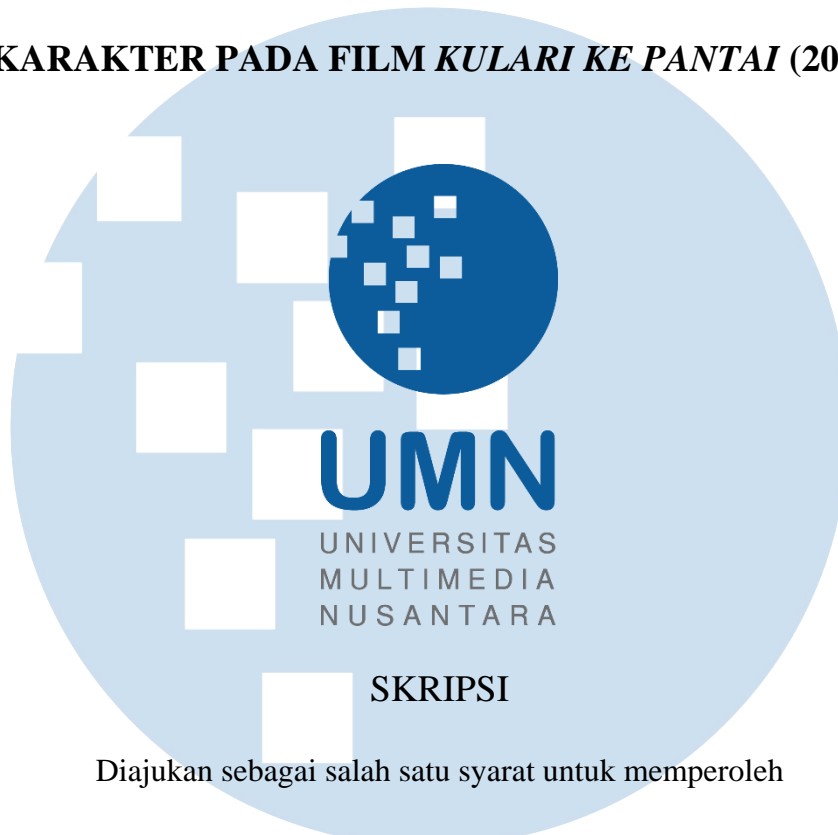 KARAKTER PADA FILM KULARI KE PANTAI (20
UMN
UNIVERSITAS
MULTIMEDIA
NUSANTARA
SKRIPSI
Diajukan sebagai salah satu syarat untuk memperoleh